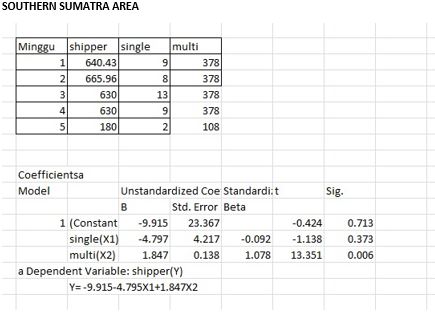 SOUTHERN SUMATRA AREA
Minggu shipper single multi
1 640.43 9 378
2 665.96 8 378
3 630 13 378
4 630 9 378
5 180 2 108
Coefficientsa
Model Unstandardized Coe Standardi: t Sig.
B Std. Error Beta
1 (Constant -9.915 23.367 -0.424 0.713
single(X1) -4.797 4.217 -0.092 -1.138 0.373
multi(X2) 1.847 0.138 1.078 13.351 0.006
a Dependent Variable: shipper(Y)
Y= -9.915-4.795X1+1.847X2